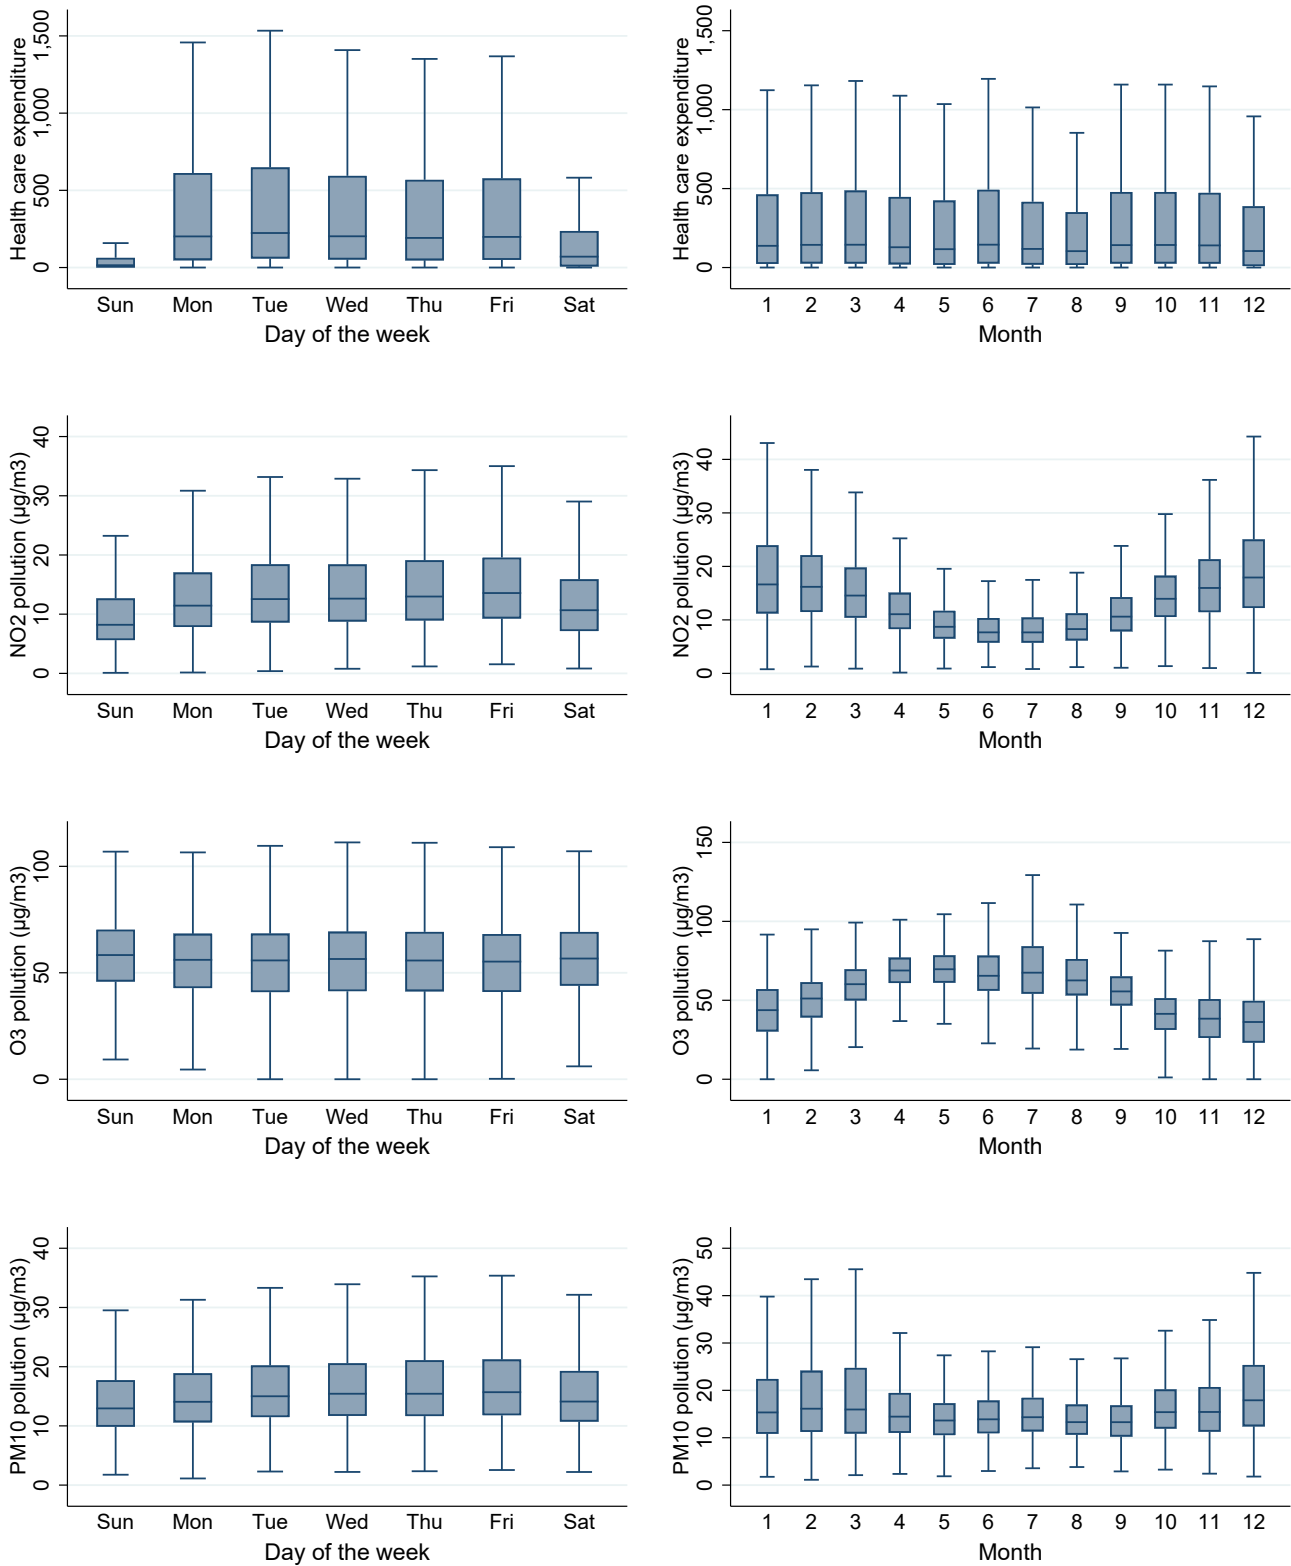 Health care expenditure
1,500
1,000
500
0
Sun Mon Tue Wed Thu Fri Sat
Day of the week
Health care expenditure
1,500
1,000
500
0
1 2 3 4 5 6 7 8 9 10 11 12
Month
NO2 pollution (µg/m3)
40
30
20
10
0
Sun Mon Tue Wed Thu Fri Sat
Day of the week
NO2 pollution (µg/m3)
40
30
20
10
0
1 2 3 4 5 6 7 8 9 10 11 12
Month
O3 pollution (µg/m3)
100
50
0
Sun Mon Tue Wed Thu Fri Sat
Day of the week
O3 pollution (µg/m3)
150
100
50
0
1 2 3 4 5 6 7 8 9 10 11 12
Month
PM10 pollution (µg/m3)
40
30
20
10
0
Sun Mon Tue Wed Thu Fri Sat
Day of the week
PM10 pollution (µg/m3)
50
40
30
20
10
0
1 2 3 4 5 6 7 8 9 10 11 12
Month